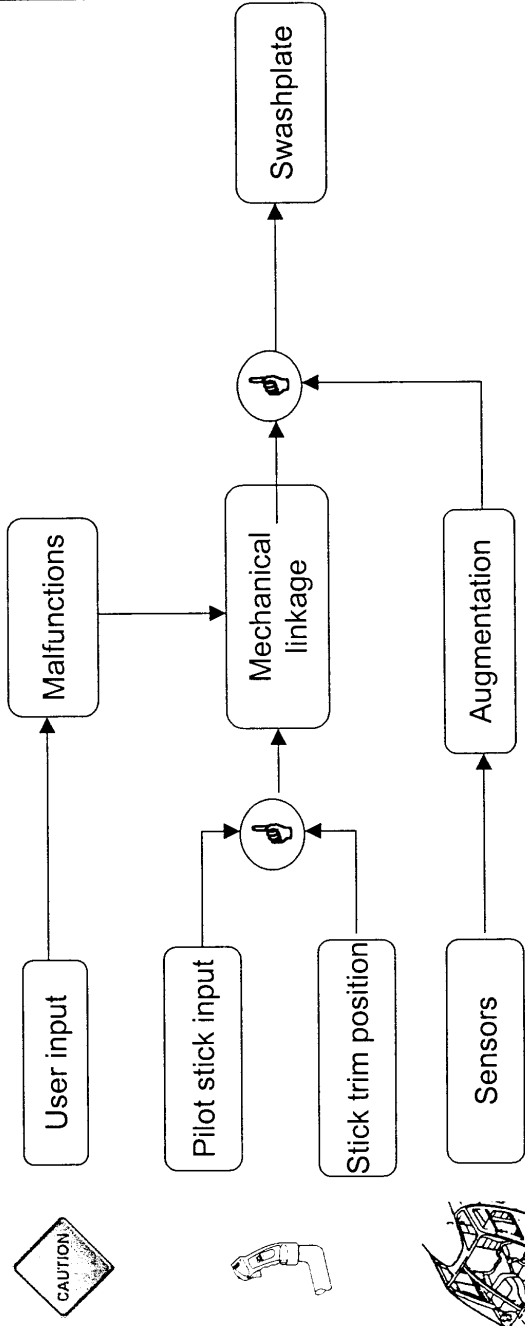 CAUTION
User input
Malfunctions
Pilot stick input
Stick trim position
Mechanical
linkage
Swashplate
Sensors
Augmentation